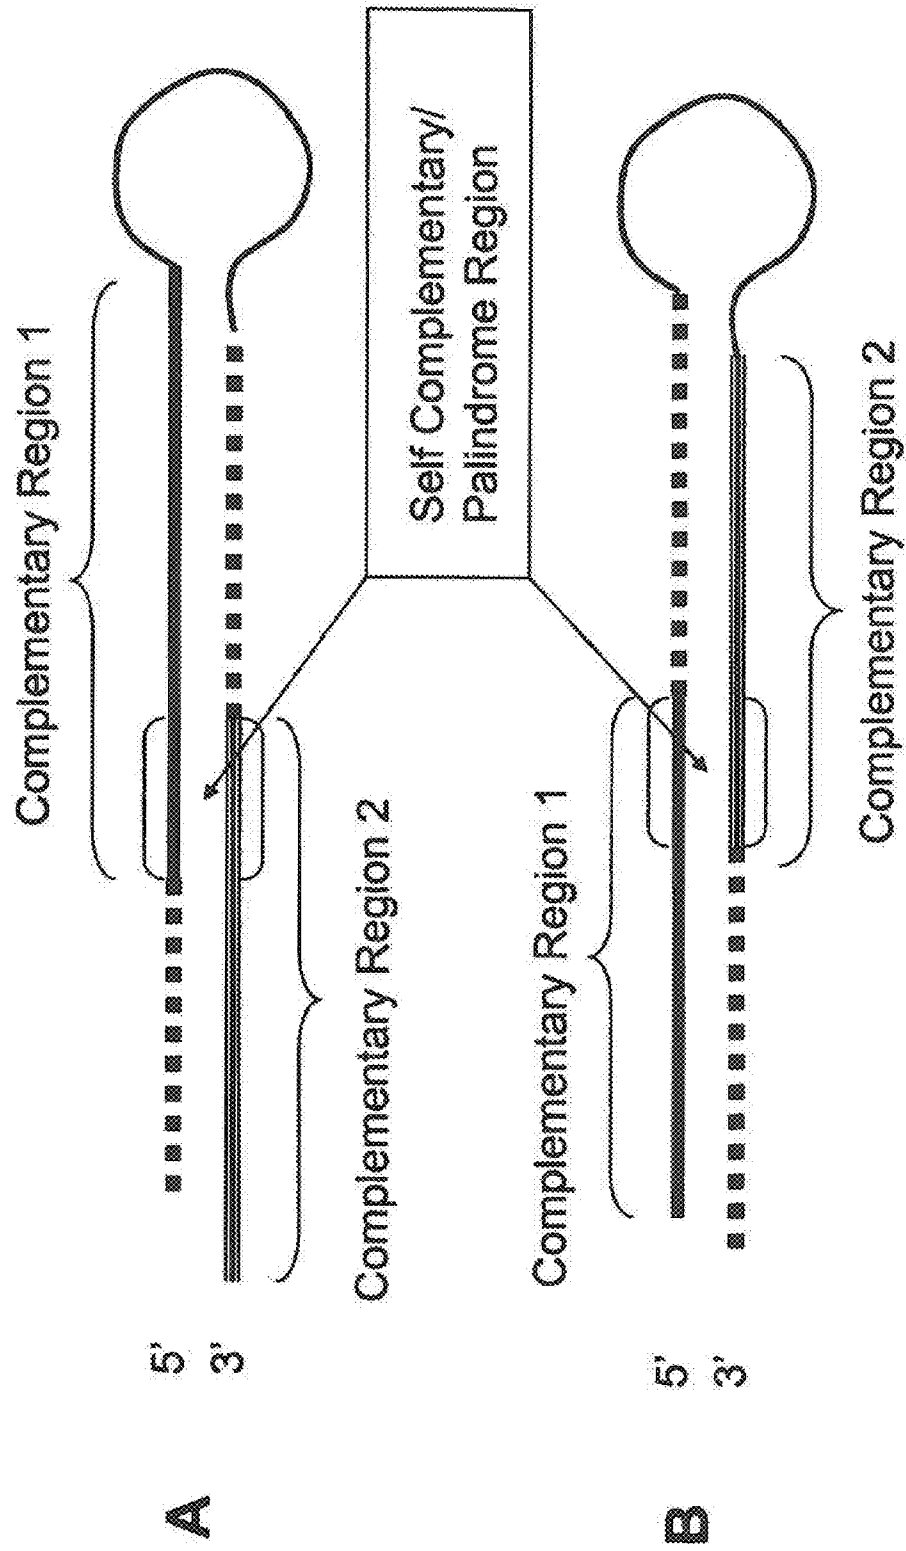 A
5'
3'
Complementary Region 1
Complementary Region 2
Self Complementary/
Palindrome Region
B
5'
3'
Complementary Region 1
Complementary Region 2